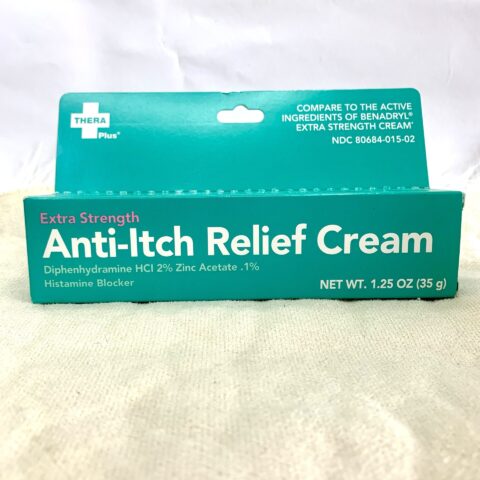 THERA
Plus®
COMPARE TO THE ACTIVE
INGREDIENTS OF BENADRYL®
EXTRA STRENGTH CREAM*
NDC 80684-015-02
Extra Strength
Anti-Itch Relief Cream
Diphenhydramine HCl 2% Zinc Acetate .1%
Histamine Blocker
NET WT. 1.25 OZ (35 g)